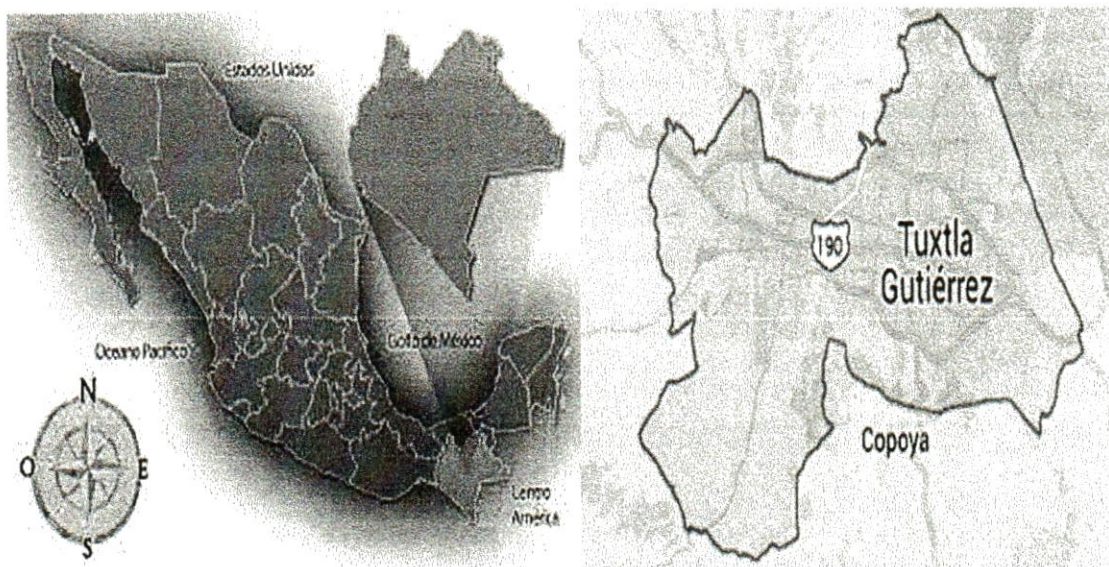 Estados Unidos
Oceano Pacifico
Golfo de México
N
O
E
S
Centro
América
190
Tuxtla
Gutiérrez
Copoya